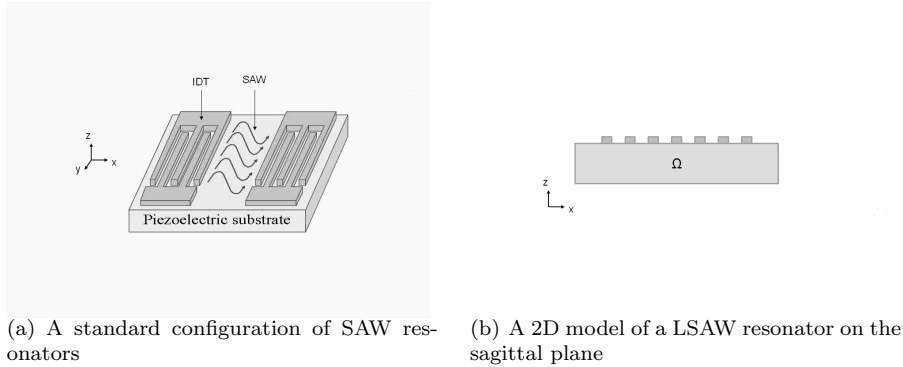 IDT
SAW
z
y
x
Piezoelectric substrate
(a) A standard configuration of SAW res-
onators
Ω
z
x
(b) A 2D model of a LSAW resonator on the
sagittal plane